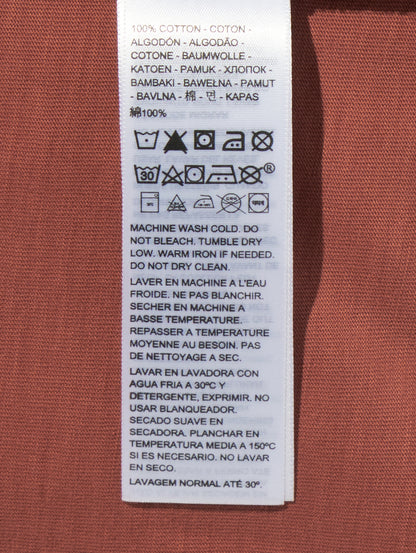 100% COTTON - COTON -
ALGODÓN - ALGODÃO -
COTONE - BAUMWOLLE -
KATOEN - PAMUK - ХЛОПОК -
BAMBAKI - BAWEŁNA - PAMUT
- BAVLNA - 棉 - 면 - KAPAS
綿100%
30 ®
MACHINE WASH COLD. DO
NOT BLEACH. TUMBLE DRY
LOW. WARM IRON IF NEEDED.
DO NOT DRY CLEAN.
LAVER EN MACHINE A L'EAU
FROIDE. NE PAS BLANCHIR.
SECHER EN MACHINE A
BASSE TEMPERATURE.
REPASSER A TEMPERATURE
MOYENNE AU BESOIN. PAS
DE NETTOYAGE A SEC.
LAVAR EN LAVADORA CON
AGUA FRIA A 30ºC Y
DETERGENTE, EXPRIMIR. NO
USAR BLANQUEADOR.
SECADO SUAVE EN
SECADORA. PLANCHAR EN
TEMPERATURA MEDIA A 150ºC
SI ES NECESARIO. NO LAVAR
EN SECO.
LAVAGEM NORMAL ATÉ 30º.